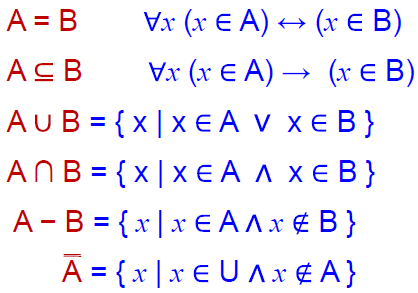 A = B ∀x (x ∈ A) ↔ (x ∈ B)
A ⊆ B ∀x (x ∈ A) → (x ∈ B)
A ∪ B = { x | x ∈ A ∨ x ∈ B }
A ∩ B = { x | x ∈ A ∧ x ∈ B }
A − B = { x | x ∈ A ∧ x ∉ B }
A̅ = { x | x ∈ U ∧ x ∉ A }